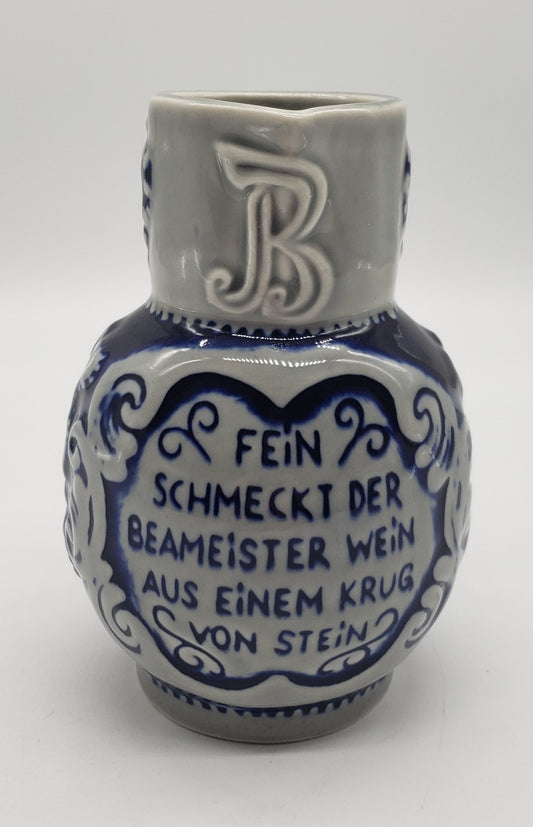 B
FEiN
SCHMECKT DER
BEAMEiSTER WEiN
AUS EiNEM KRUG
VON STEiN